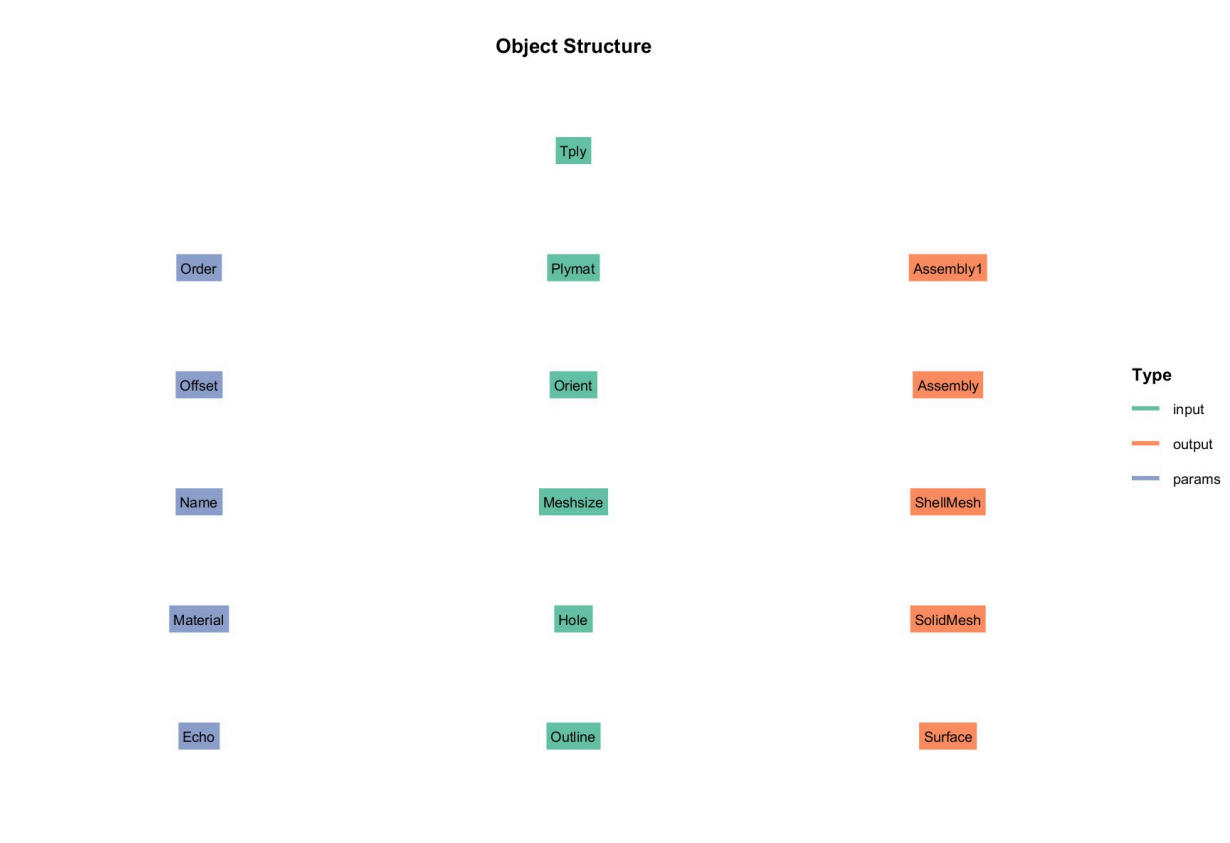 Object Structure
Tply
Order
Plymat
Assembly1
Offset
Orient
Assembly
Name
Meshsize
ShellMesh
Material
Hole
SolidMesh
Echo
Outline
Surface
Type
input
output
params